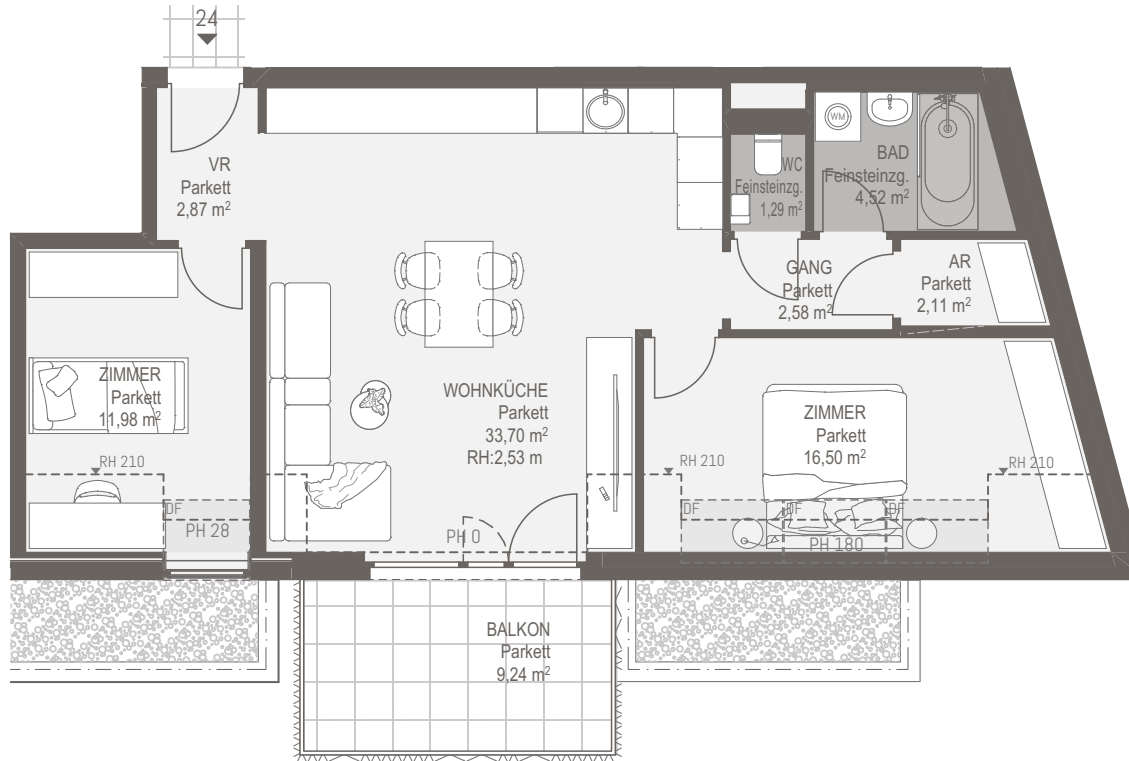 24
VR
Parkett
2,87 m²
WC
Feinsteinzg.
1,29 m²
WM
BAD
Feinsteinzg.
4,52 m²
GANG
Parkett
2,58 m²
AR
Parkett
2,11 m²
ZIMMER
Parkett
11,98 m²
WOHNKÜCHE
Parkett
33,70 m²
RH:2,53 m
ZIMMER
Parkett
16,50 m²
RH 210
RH 210
RH 210
DF
PH 28
PH 0
DF
DF
DF
PH 180
BALKON
Parkett
9,24 m²